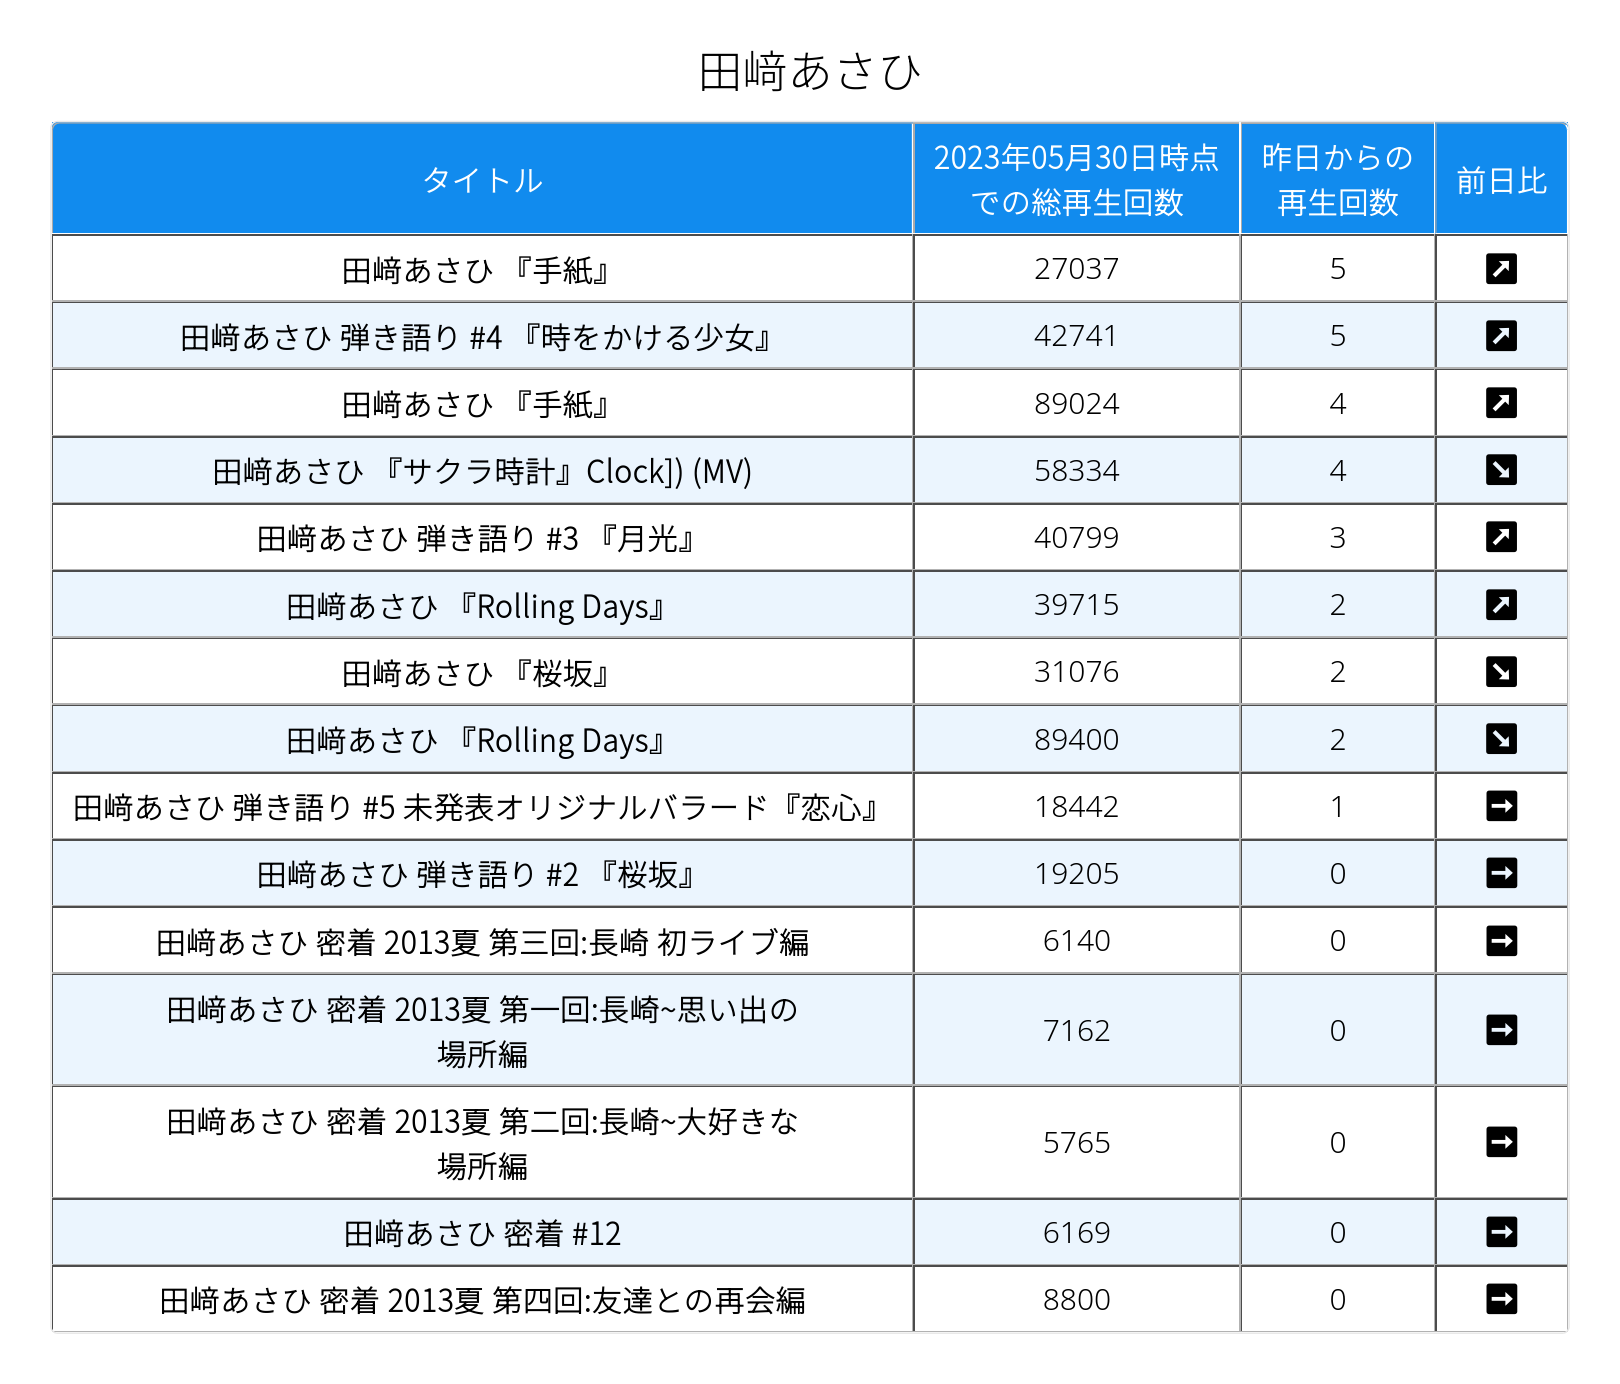 田﨑あさひ
タイトル 2023年05月30日時点 昨日からの 前日比
での総再生回数 再生回数
田﨑あさひ 『手紙』 27037 5
田﨑あさひ 弾き語り #4 『時をかける少女』 42741 5
田﨑あさひ 『手紙』 89024 4
田﨑あさひ 『サクラ時計』Clock]) (MV) 58334 4
田﨑あさひ 弾き語り #3 『月光』 40799 3
田﨑あさひ 『Rolling Days』 39715 2
田﨑あさひ 『桜坂』 31076 2
田﨑あさひ 『Rolling Days』 89400 2
田﨑あさひ 弾き語り #5 未発表オリジナルバラード『恋心』 18442 1
田﨑あさひ 弾き語り #2 『桜坂』 19205 0
田﨑あさひ 密着 2013夏 第三回:長崎 初ライブ編 6140 0
田﨑あさひ 密着 2013夏 第一回:長崎~思い出の
場所編 7162 0
田﨑あさひ 密着 2013夏 第二回:長崎~大好きな
場所編 5765 0
田﨑あさひ 密着 #12 6169 0
田﨑あさひ 密着 2013夏 第四回:友達との再会編 8800 0